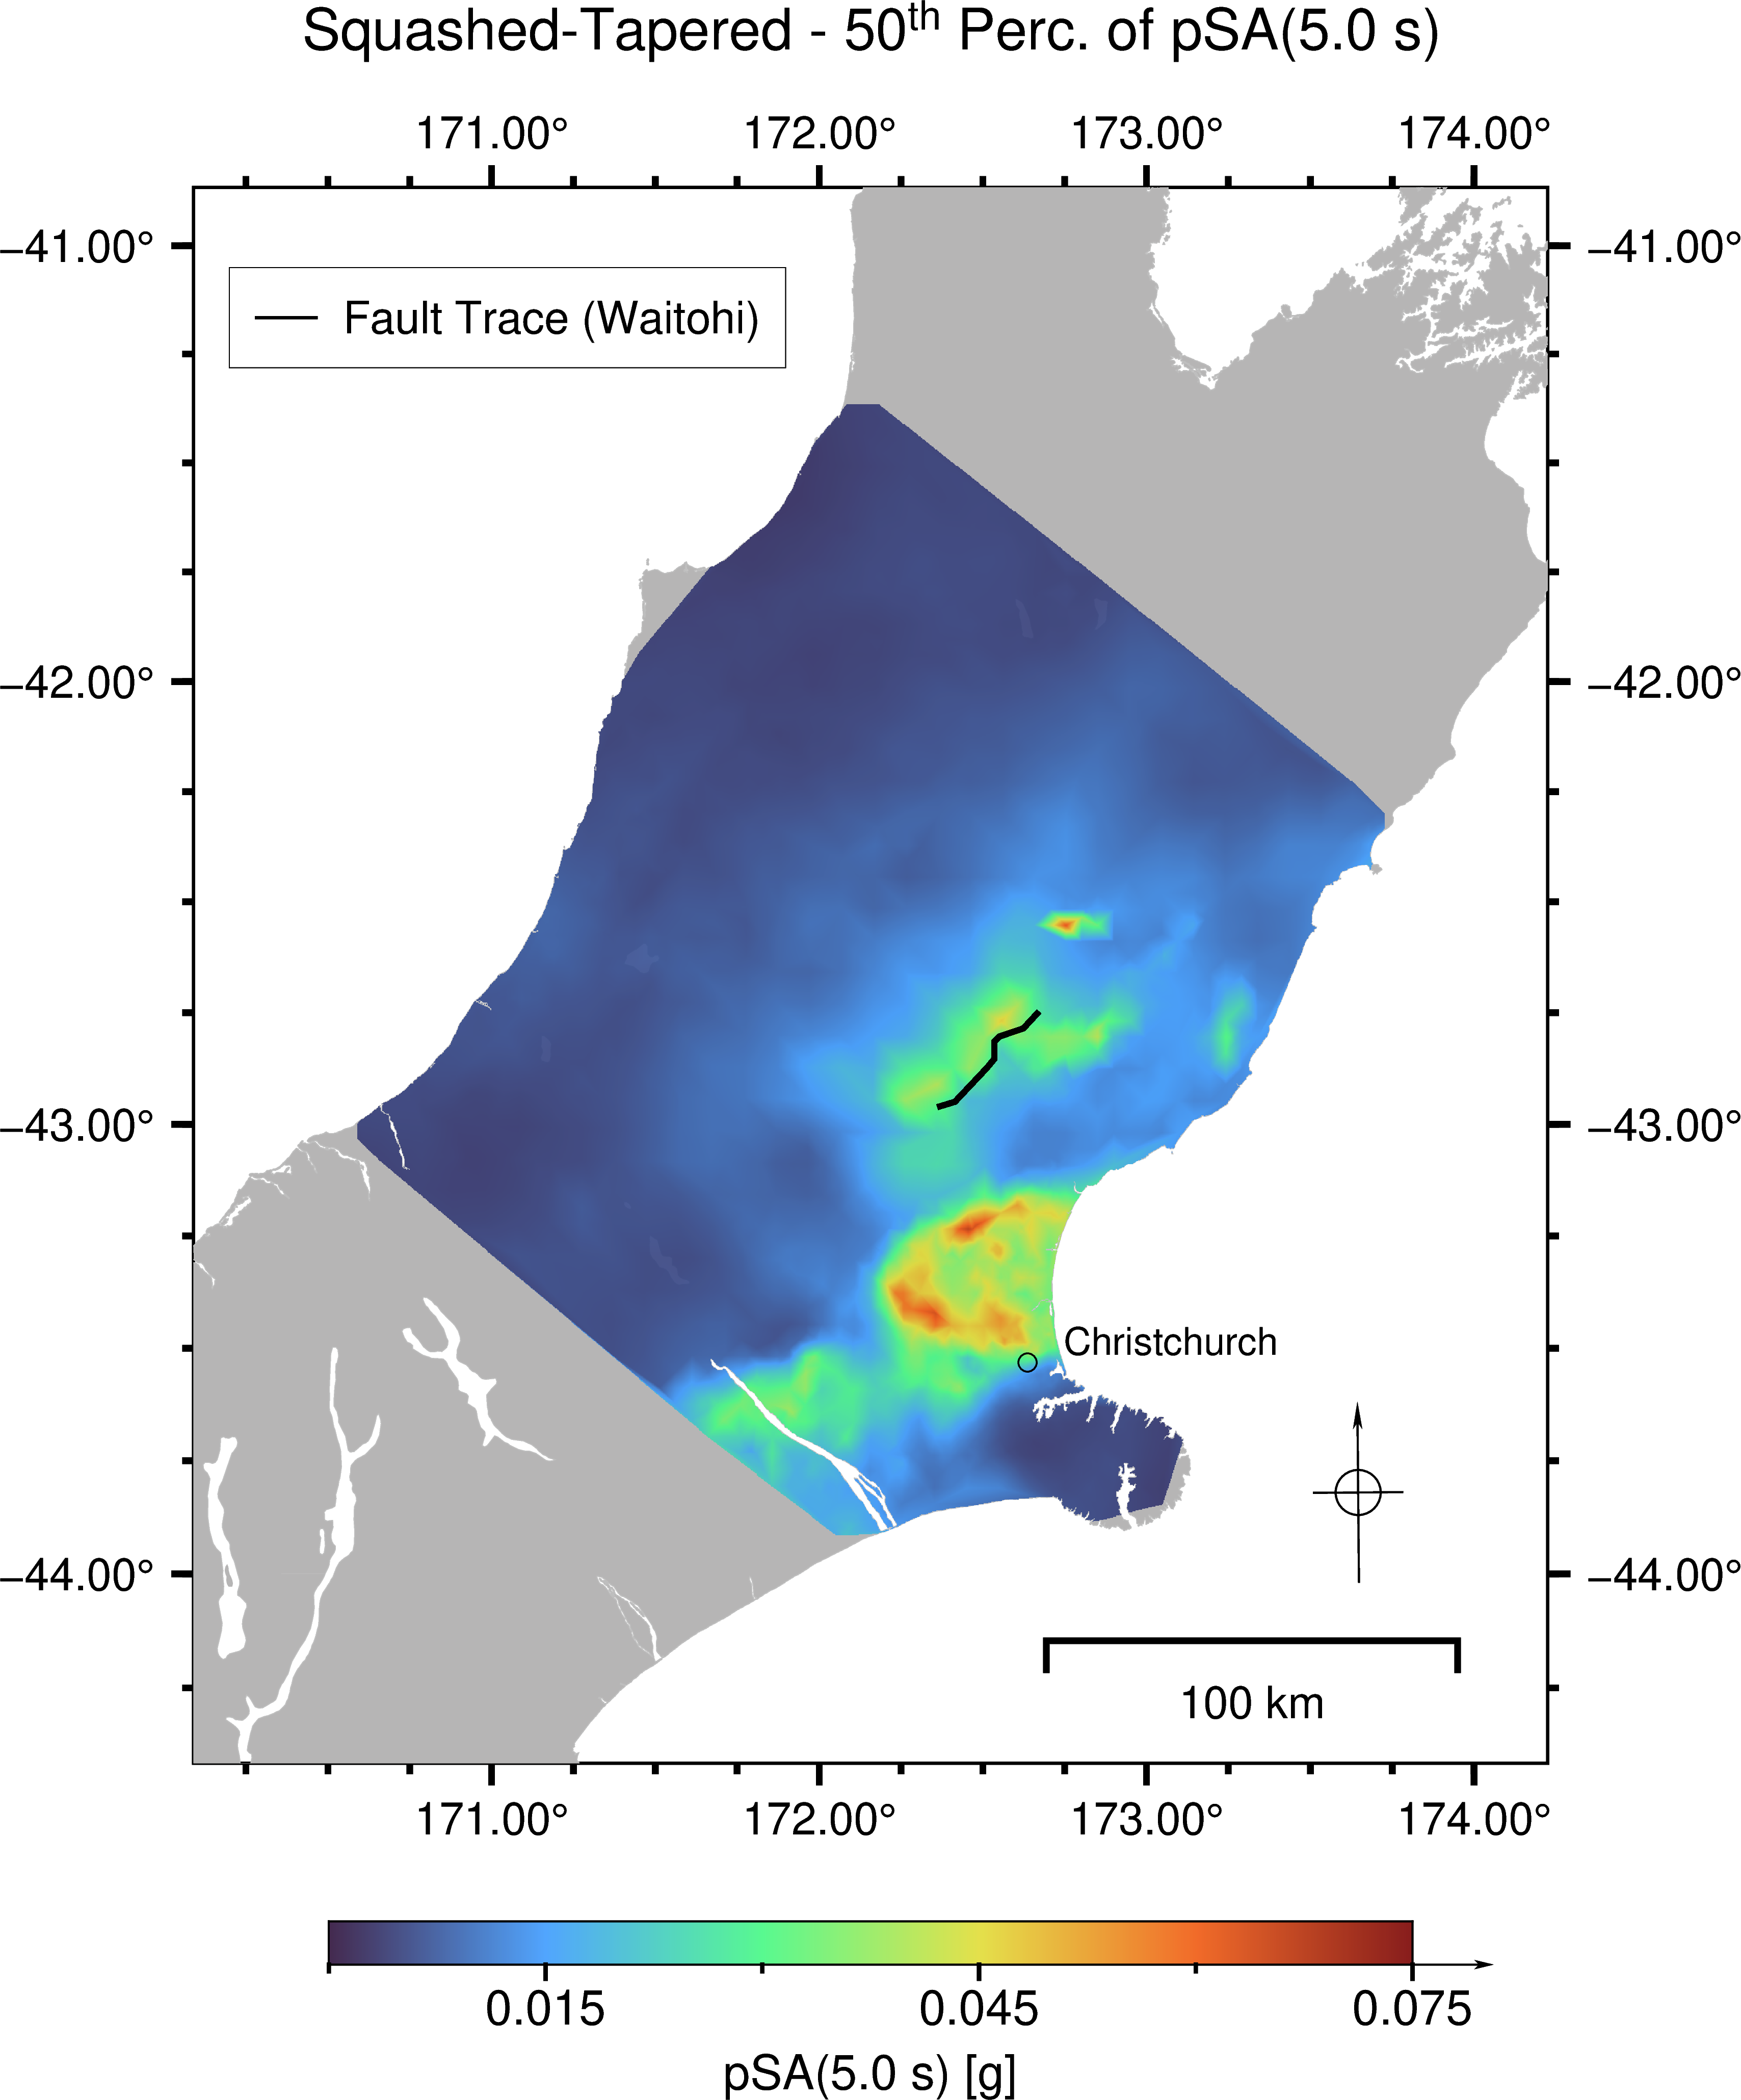 Squashed-Tapered - 50th Perc. of pSA(5.0 s)
171.00° 172.00° 173.00° 174.00°
−41.00° −41.00°
Fault Trace (Waitohi)
−42.00° −42.00°
−43.00° −43.00°
Christchurch
−44.00° −44.00°
100 km
171.00° 172.00° 173.00° 174.00°
0.015 0.045 0.075
pSA(5.0 s) [g]